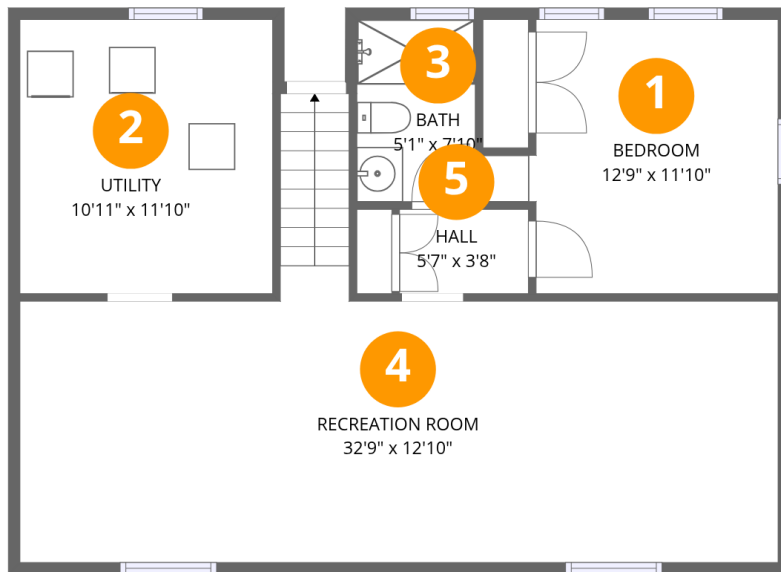 3
1
2
BATH
5'1" x 7'10"
BEDROOM
12'9" x 11'10"
5
UTILITY
10'11" x 11'10"
HALL
5'7" x 3'8"
4
RECREATION ROOM
32'9" x 12'10"